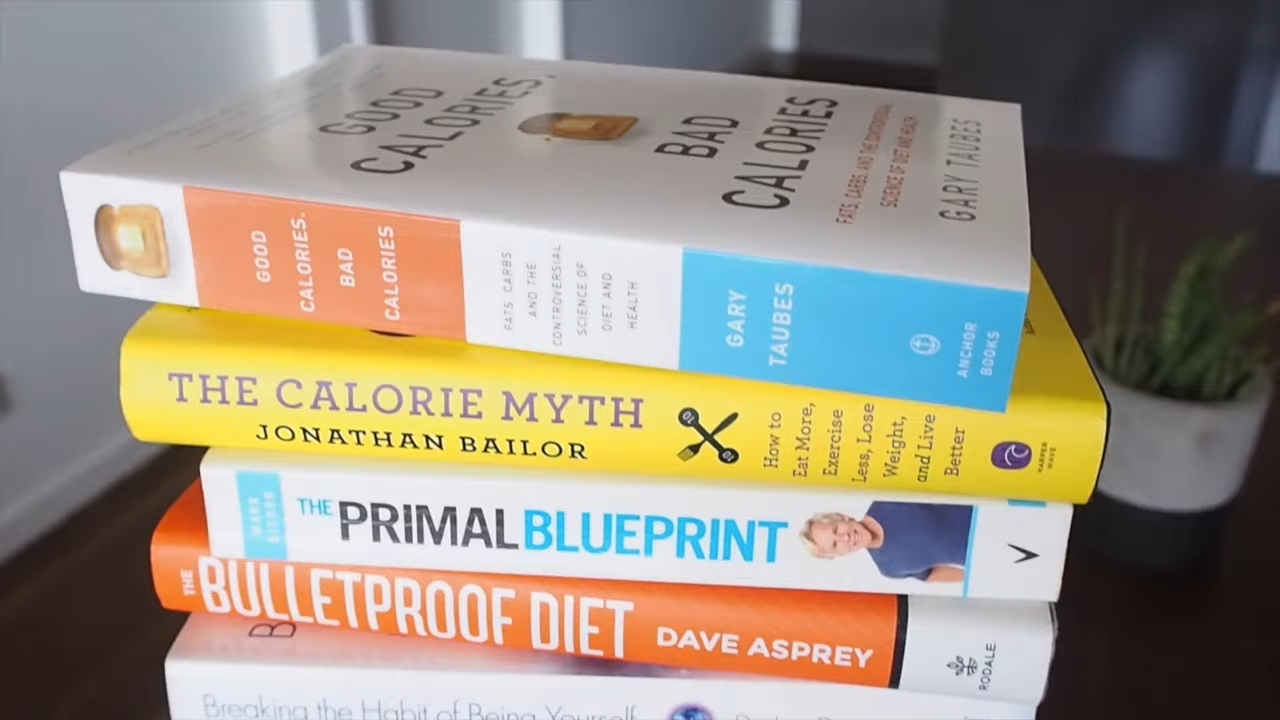 GOOD
CALORIES,
BAD
CALORIES
FATS, CARBS, AND THE CONTROVERSIAL
SCIENCE OF DIET AND HEALTH
GARY TAUBES
GOOD
CALORIES,
BAD
CALORIES
FATS, CARBS
AND THE
CONTROVERSIAL
SCIENCE OF
DIET AND
HEALTH
GARY
TAUBES
ANCHOR
BOOKS
THE CALORIE MYTH
JONATHAN BAILOR
How to
Eat More,
Exercise
Less, Lose
Weight,
and Live
Better
HARPER
WAVE
MARK
SISSON
THE PRIMAL BLUEPRINT
THE BULLETPROOF DIET
DAVE ASPREY
RODALE
Breaking the Habit of Being Yourself